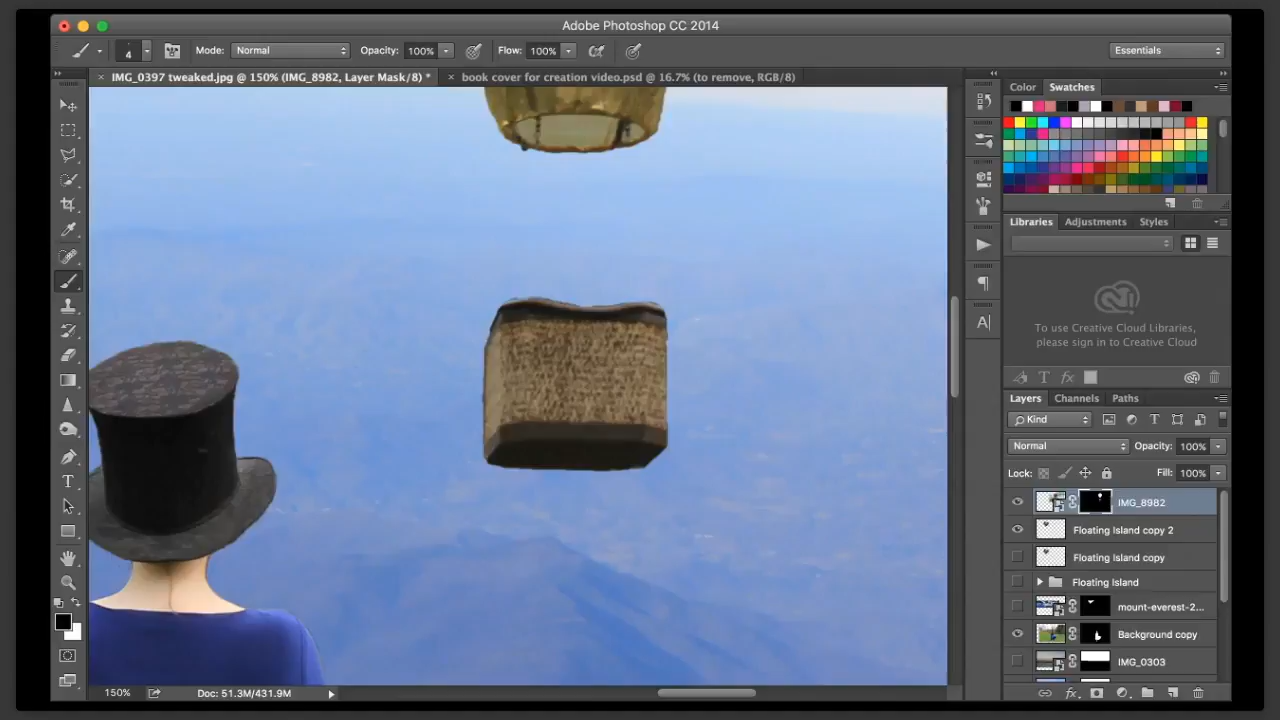 Adobe Photoshop CC 2014
4 Mode: Normal Opacity: 100% Flow: 100% Essentials
× IMG_0397 tweaked.jpg @ 150% (IMG_8982, Layer Mask/8) * × book cover for creation video.psd @ 16.7% (to remove, RGB/8)
Color Swatches
Libraries Adjustments Styles
To use Creative Cloud Libraries,
please sign in to Creative Cloud
Layers Channels Paths
Kind
Normal Opacity: 100%
Lock: Fill: 100%
IMG_8982
Floating Island copy 2
Floating Island copy
Floating Island
mount-everest-2...
Background copy
IMG_0303
150% Doc: 51.3M/431.9M